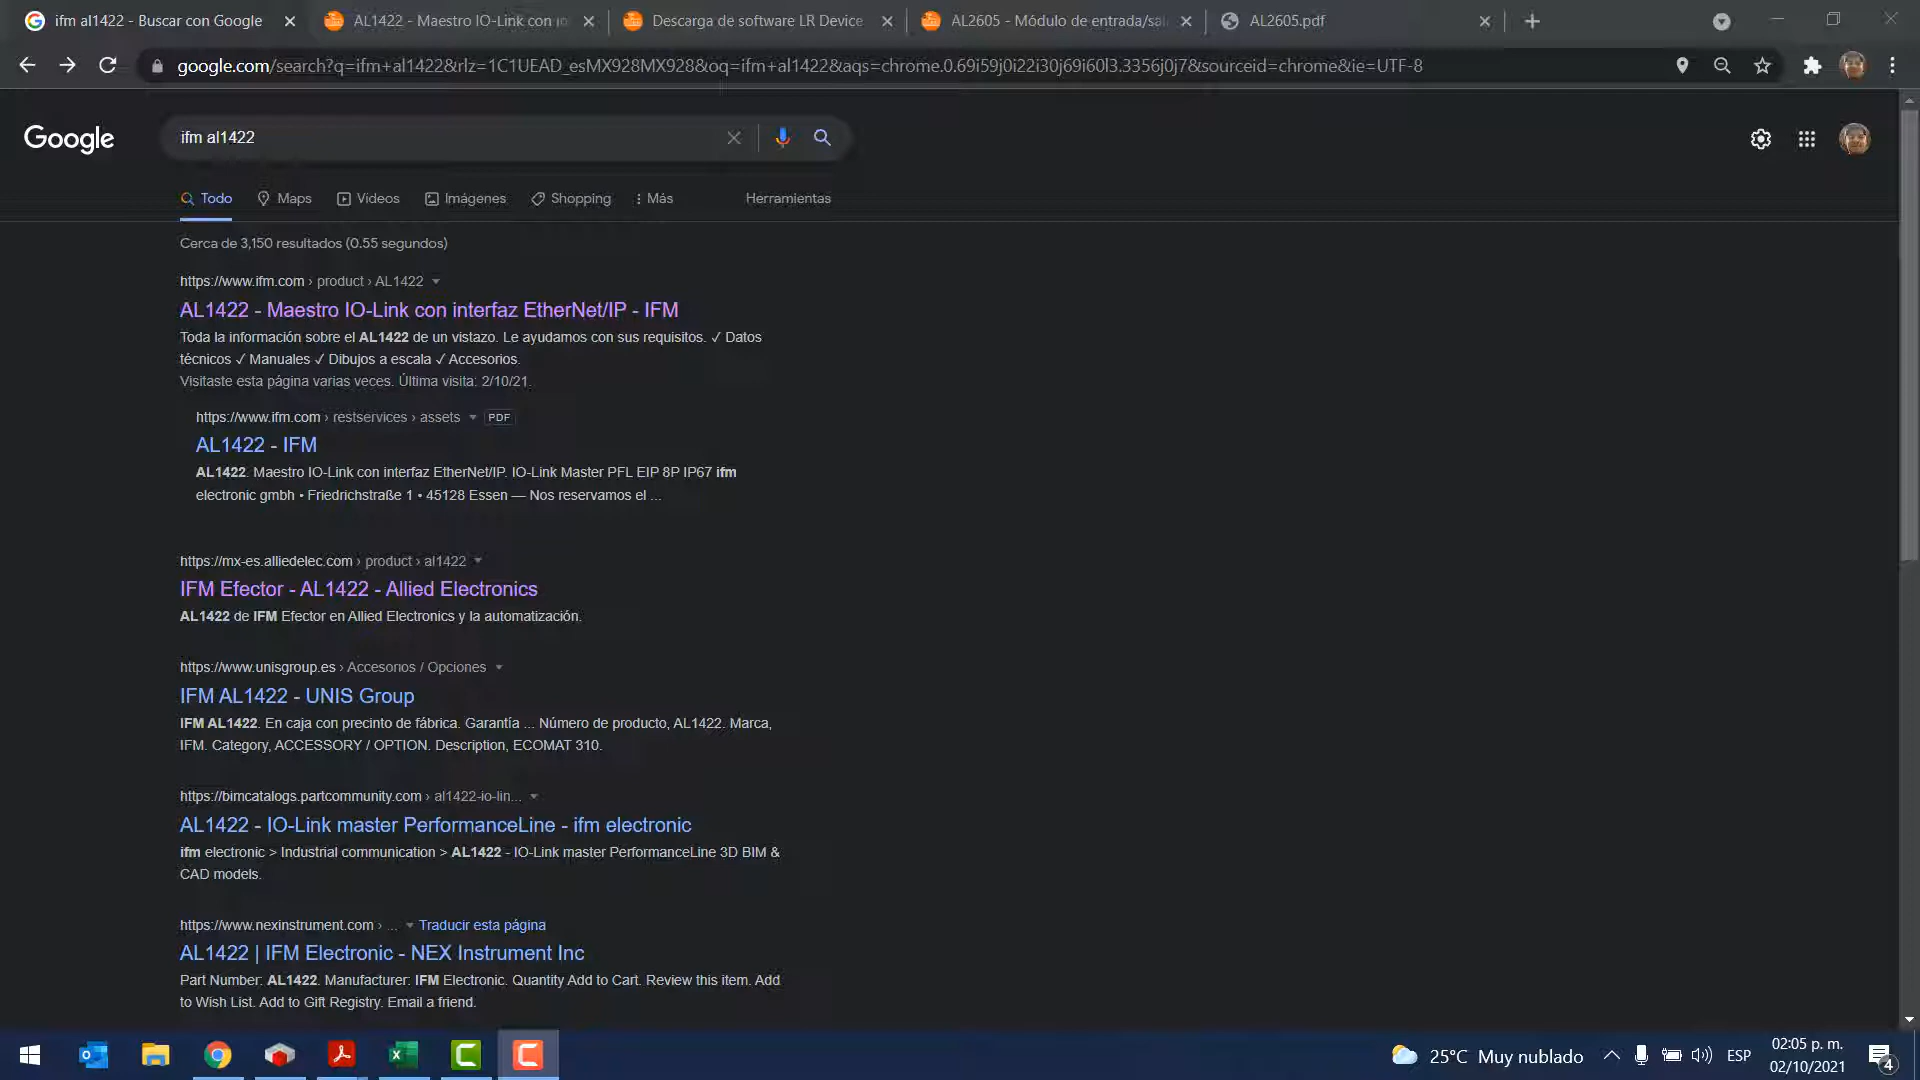 ifm al1422 - Buscar con Google
AL1422 - Maestro IO-Link con in
Descarga de software LR Device
AL2605 - Módulo de entrada/sal
AL2605.pdf
google.com/search?q=ifm+al1422&rlz=1C1UEAD_esMX928MX928&oq=ifm+al1422&aqs=chrome.0.69i59j0i22i30j69i60l3.3356j0j7&sourceid=chrome&ie=UTF-8
Google
ifm al1422
Todo
Maps
Videos
Imágenes
Shopping
Más
Herramientas
Cerca de 3,150 resultados (0.55 segundos)
https://www.ifm.com › product › AL1422
AL1422 - Maestro IO-Link con interfaz EtherNet/IP - IFM
Toda la información sobre el AL1422 de un vistazo. Le ayudamos con sus requisitos. ✓ Datos
técnicos ✓ Manuales ✓ Dibujos a escala ✓ Accesorios.
Visitaste esta página varias veces. Última visita: 2/10/21.
https://www.ifm.com › restservices › assets PDF
AL1422 - IFM
AL1422. Maestro IO-Link con interfaz EtherNet/IP. IO-Link Master PFL EIP 8P IP67 ifm
electronic gmbh • Friedrichstraße 1 • 45128 Essen — Nos reservamos el ...
https://mx-es.alliedelec.com › product › al1422
IFM Efector - AL1422 - Allied Electronics
AL1422 de IFM Efector en Allied Electronics y la automatización.
https://www.unisgroup.es › Accesorios / Opciones
IFM AL1422 - UNIS Group
IFM AL1422. En caja con precinto de fábrica. Garantía ... Número de producto, AL1422. Marca,
IFM. Category, ACCESSORY / OPTION. Description, ECOMAT 310.
https://bimcatalogs.partcommunity.com › al1422-io-lin...
AL1422 - IO-Link master PerformanceLine - ifm electronic
ifm electronic > Industrial communication > AL1422 - IO-Link master PerformanceLine 3D BIM &
CAD models.
https://www.nexinstrument.com › ... Traducir esta página
AL1422 | IFM Electronic - NEX Instrument Inc
Part Number: AL1422. Manufacturer: IFM Electronic. Quantity Add to Cart. Review this item. Add
to Wish List. Add to Gift Registry. Email a friend.
25°C Muy nublado
ESP
02:05 p. m.
02/10/2021
4